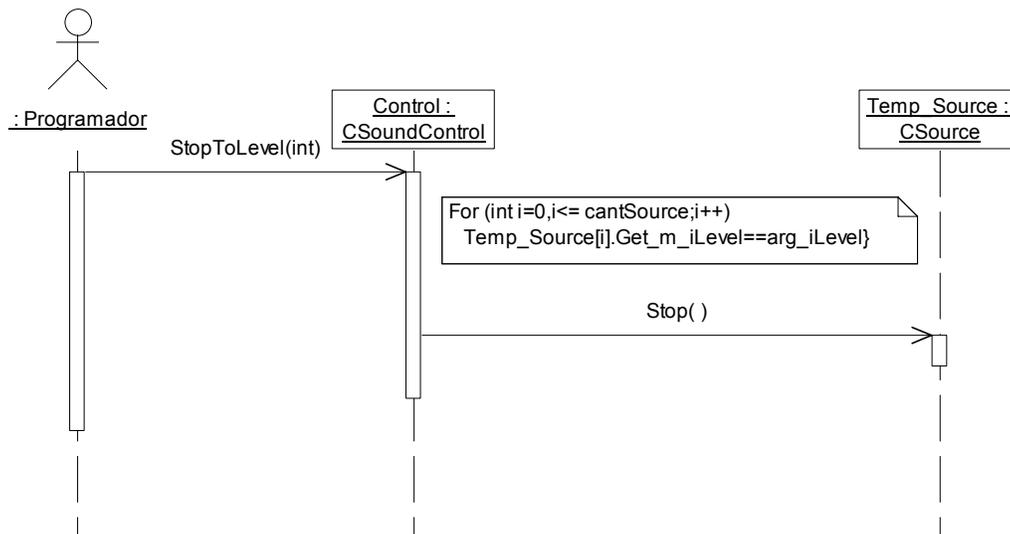 : Programador
Control :
CSoundControl
Temp_Source :
CSource
StopToLevel(int)
For (int i=0,i<= cantSource;i++)
Temp_Source[i].Get_m_iLevel==arg_iLevel}
Stop( )